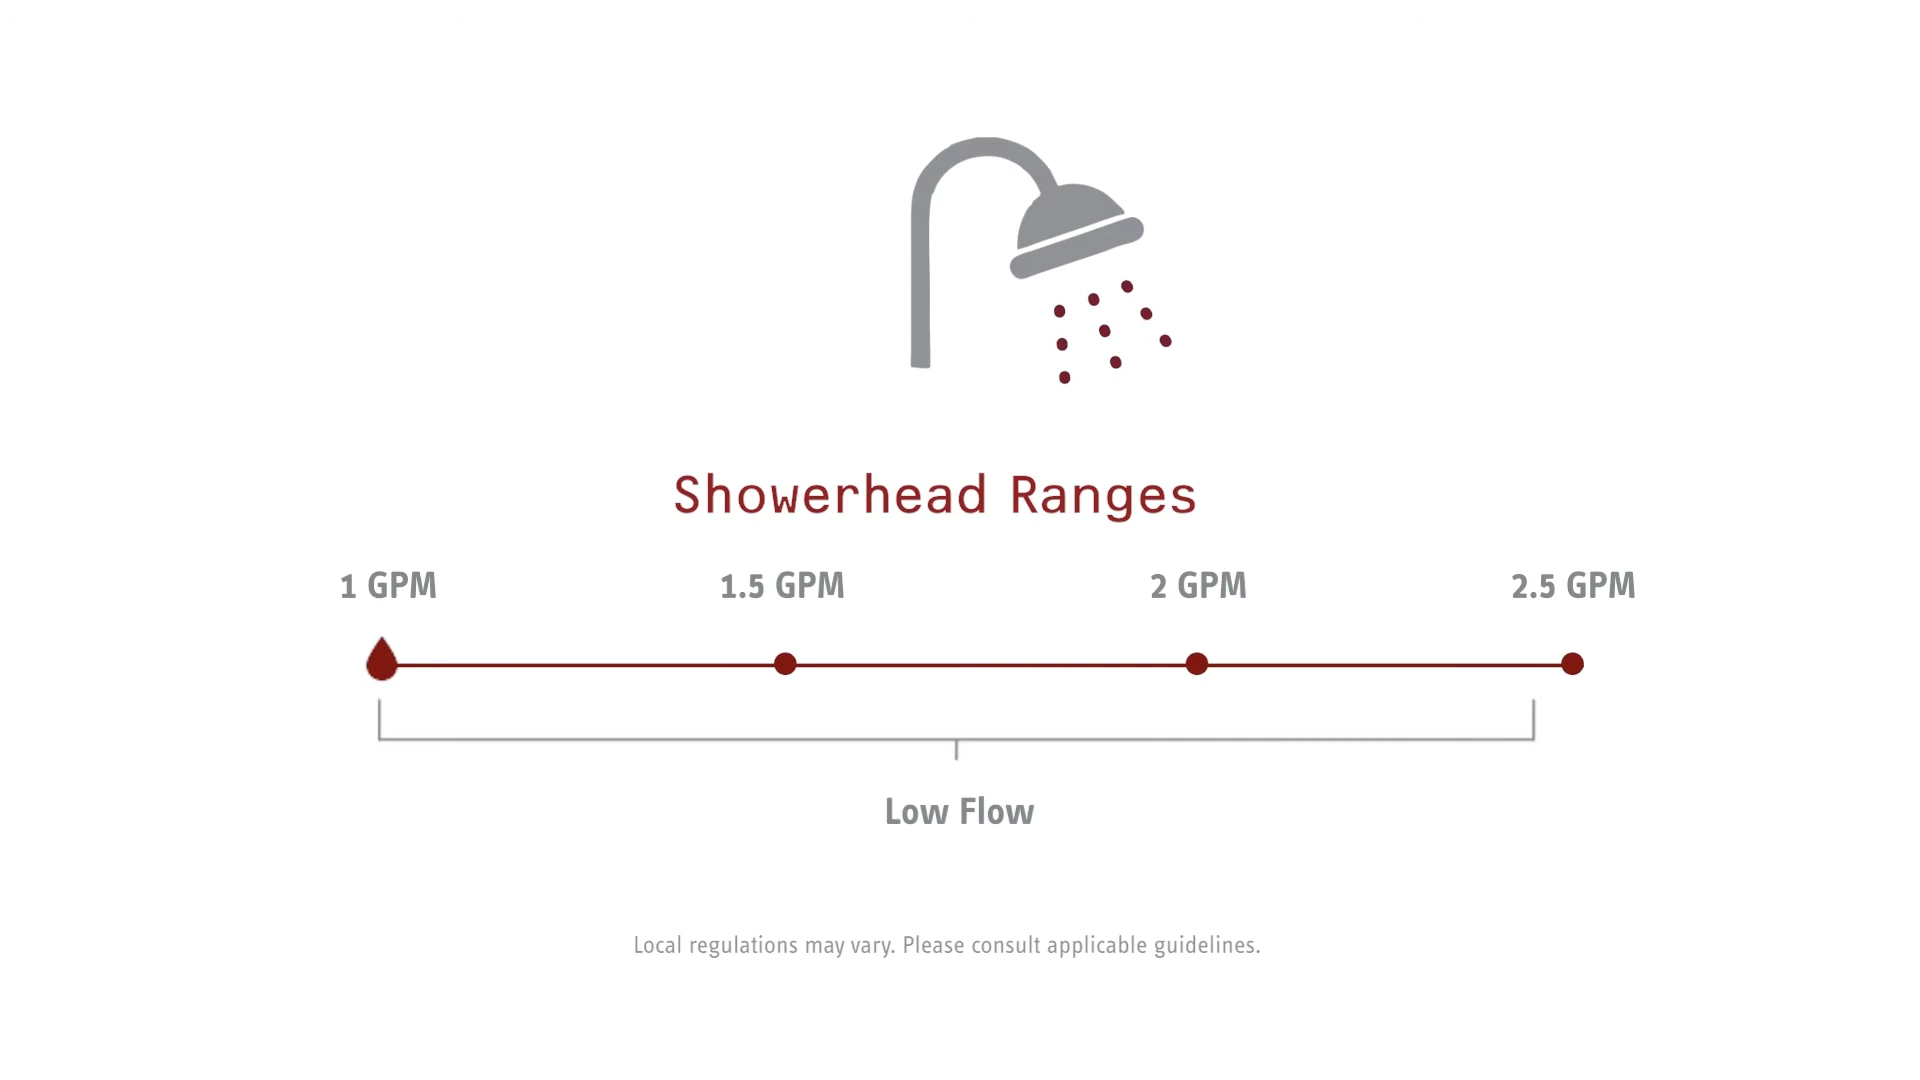 Showerhead Ranges
1 GPM 1.5 GPM 2 GPM 2.5 GPM
Low Flow
Local regulations may vary. Please consult applicable guidelines.